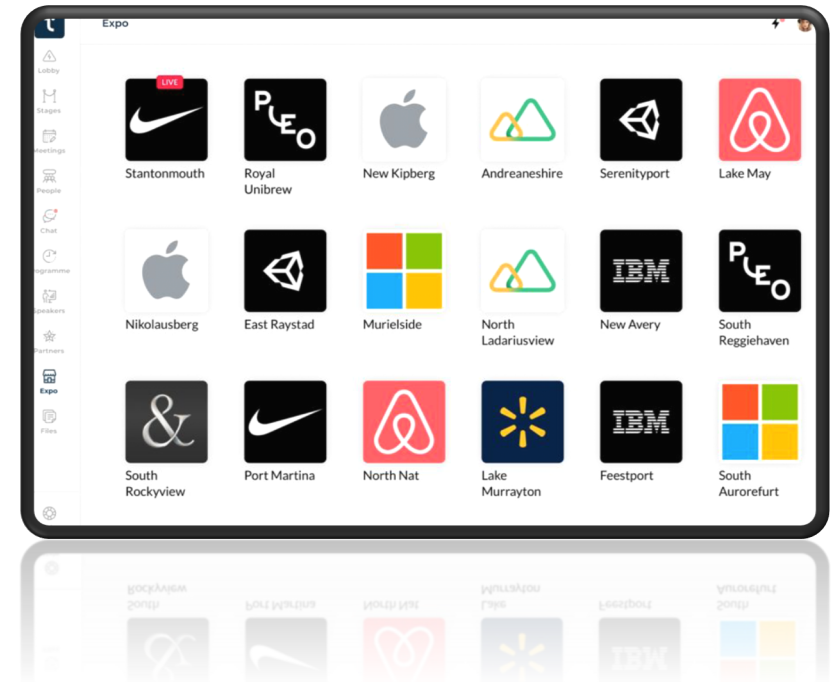 t
Expo
Lobby
Stages
Meetings
People
Chat
rogramme
Speakers
Partners
Expo
Files
LIVE
PLEO
Stantonmouth
Royal
Unibrew
New Kipberg
Andreaneshire
Serenityport
Lake May
IBM
PLEO
Nikolausberg
East Raystad
Murielside
North
Ladariusview
New Avery
South
Reggiehaven
&
IBM
South
Rockyview
Port Martina
North Nat
Lake
Murrayton
Feestport
South
Aurorefurt